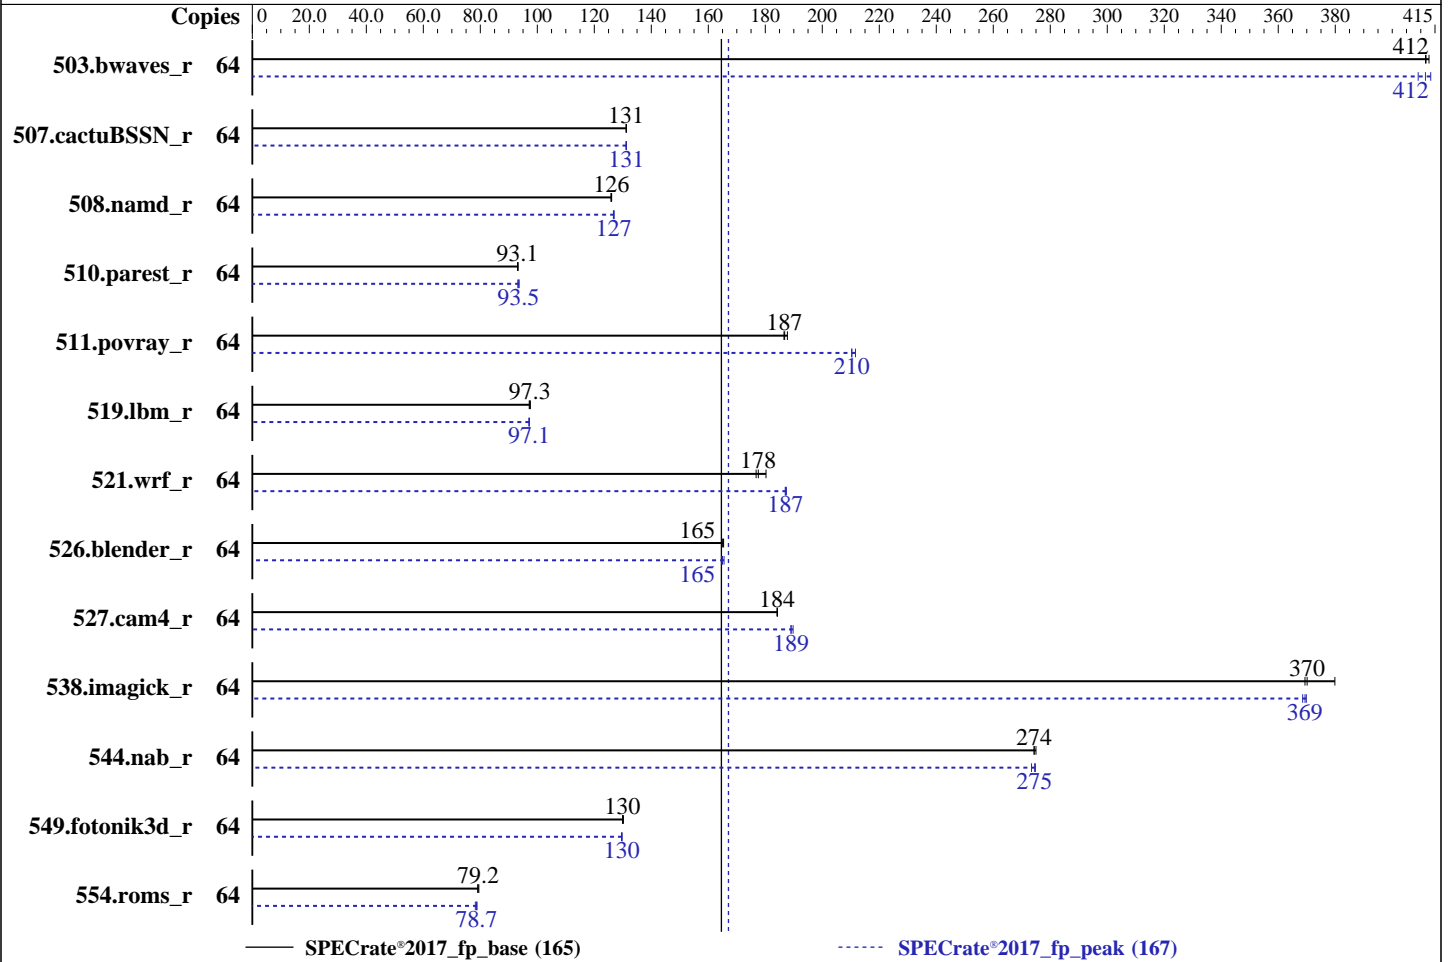 Copies 0 20.0 40.0 60.0 80.0 100 120 140 160 180 200 220 240 260 280 300 320 340 360 380 415
503.bwaves_r 64 412
412
507.cactuBSSN_r 64 131
131
508.namd_r 64 126
127
510.parest_r 64 93.1
93.5
511.povray_r 64 187
210
519.lbm_r 64 97.3
97.1
521.wrf_r 64 178
187
526.blender_r 64 165
165
527.cam4_r 64 184
189
538.imagick_r 64 370
369
544.nab_r 64 274
275
549.fotonik3d_r 64 130
130
554.roms_r 64 79.2
78.7
SPECrate®2017_fp_base (165) SPECrate®2017_fp_peak (167)